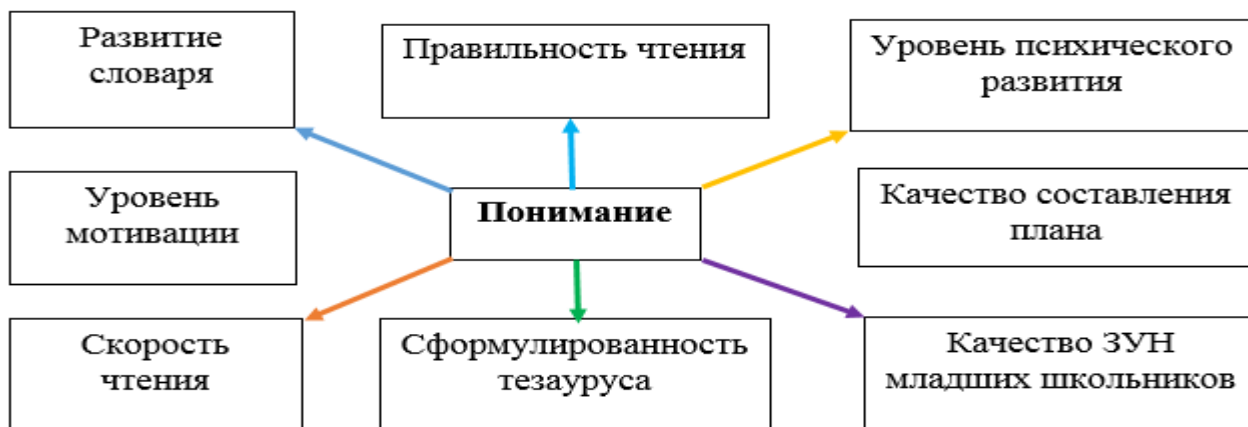 Развитие
словаря
Правильность чтения
Уровень психического
развития
Уровень
мотивации
Понимание
Качество составления
плана
Скорость
чтения
Сформулированность
тезауруса
Качество ЗУН
младших школьников